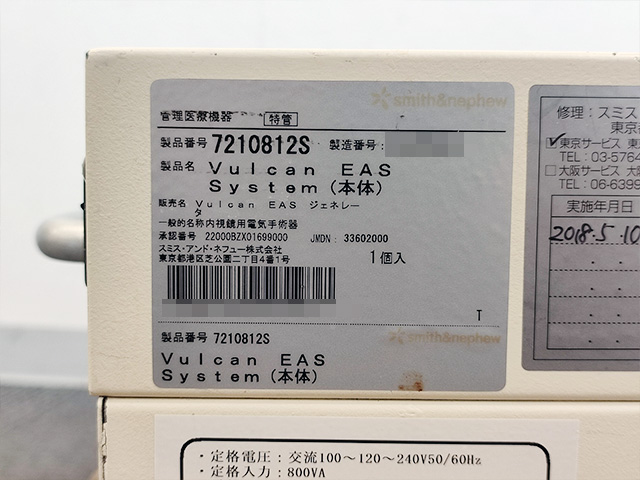 smith&nephew
管理医療機器 特管
製品番号 7210812S 製造番号:
製品名 Vulcan EAS
System (本体)
販売名 Vulcan EAS ジェネレー
タ
一般的名称 内視鏡用電気手術器
承認番号 22000BZX01699000 JMDN: 33602000
スミス・アンド・ネフュー株式会社
東京都港区芝公園二丁目4番1号
1個入
T
製品番号 7210812S
smith&nephew
Vulcan EAS
System (本体)
修理:スミス
東京
東京サービス 東
TEL: 03-5764
大阪サービス 大
TEL: 06-6399
実施年月日
2018.5.10
・定格電圧:交流100~120~240V50/60Hz
・定格入力:800VA